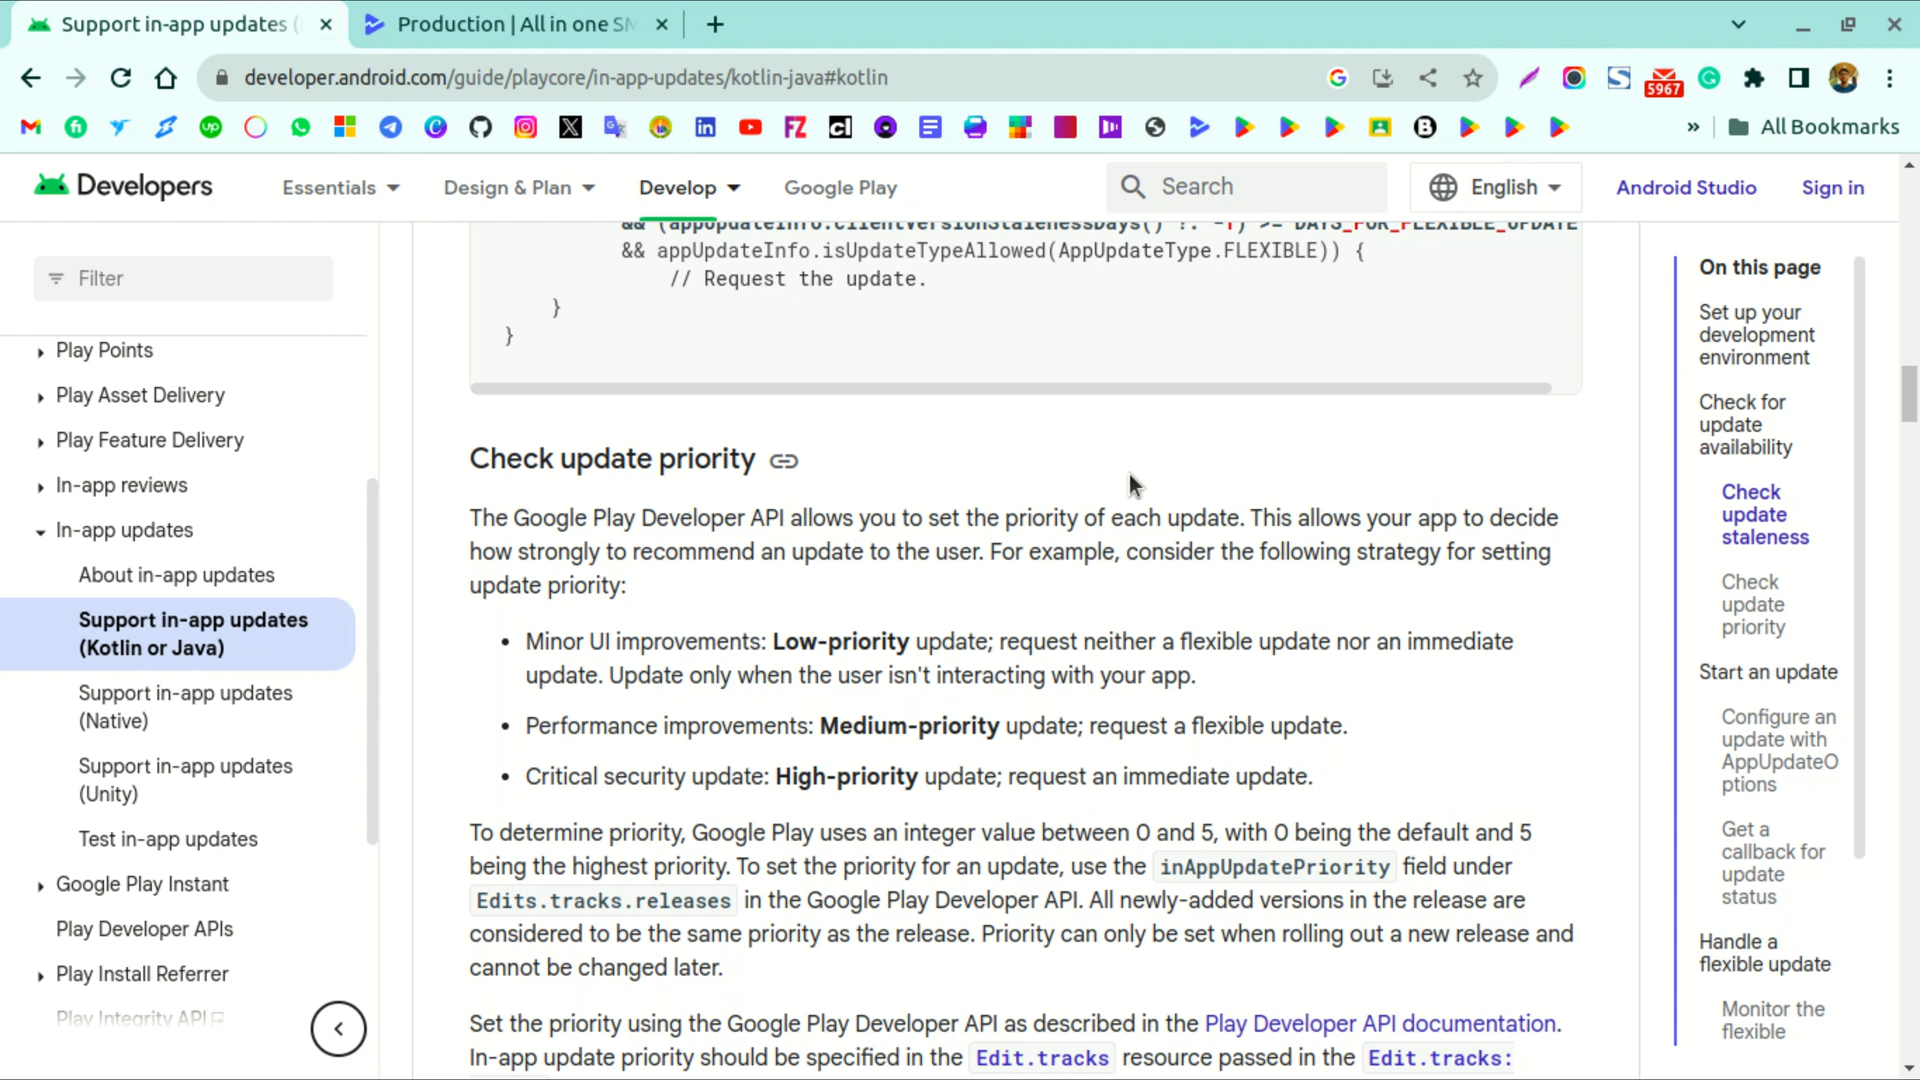 Support in-app updates (
Production | All in one SM
developer.android.com/guide/playcore/in-app-updates/kotlin-java#kotlin
5967
All Bookmarks
Developers
Essentials
Design & Plan
Develop
Google Play
Search
English
Android Studio
Sign in
Filter
Play Points
Play Asset Delivery
Play Feature Delivery
In-app reviews
In-app updates
About in-app updates
Support in-app updates
(Kotlin or Java)
Support in-app updates
(Native)
Support in-app updates
(Unity)
Test in-app updates
Google Play Instant
Play Developer APIs
Play Install Referrer
Play Integrity API
&& (appUpdateInfo.clientVersionStalenessDays() ?: -1) >= DAYS_FOR_FLEXIBLE_UPDATE
&& appUpdateInfo.isUpdateTypeAllowed(AppUpdateType.FLEXIBLE)) {
// Request the update.
}
}
Check update priority
The Google Play Developer API allows you to set the priority of each update. This allows your app to decide
how strongly to recommend an update to the user. For example, consider the following strategy for setting
update priority:
• Minor UI improvements: Low-priority update; request neither a flexible update nor an immediate
update. Update only when the user isn't interacting with your app.
• Performance improvements: Medium-priority update; request a flexible update.
• Critical security update: High-priority update; request an immediate update.
To determine priority, Google Play uses an integer value between 0 and 5, with 0 being the default and 5
being the highest priority. To set the priority for an update, use the inAppUpdatePriority field under
Edits.tracks.releases in the Google Play Developer API. All newly-added versions in the release are
considered to be the same priority as the release. Priority can only be set when rolling out a new release and
cannot be changed later.
Set the priority using the Google Play Developer API as described in the Play Developer API documentation.
In-app update priority should be specified in the Edit.tracks resource passed in the Edit.tracks:
On this page
Set up your
development
environment
Check for
update
availability
Check
update
staleness
Check
update
priority
Start an update
Configure an
update with
AppUpdateO
ptions
Get a
callback for
update
status
Handle a
flexible update
Monitor the
flexible